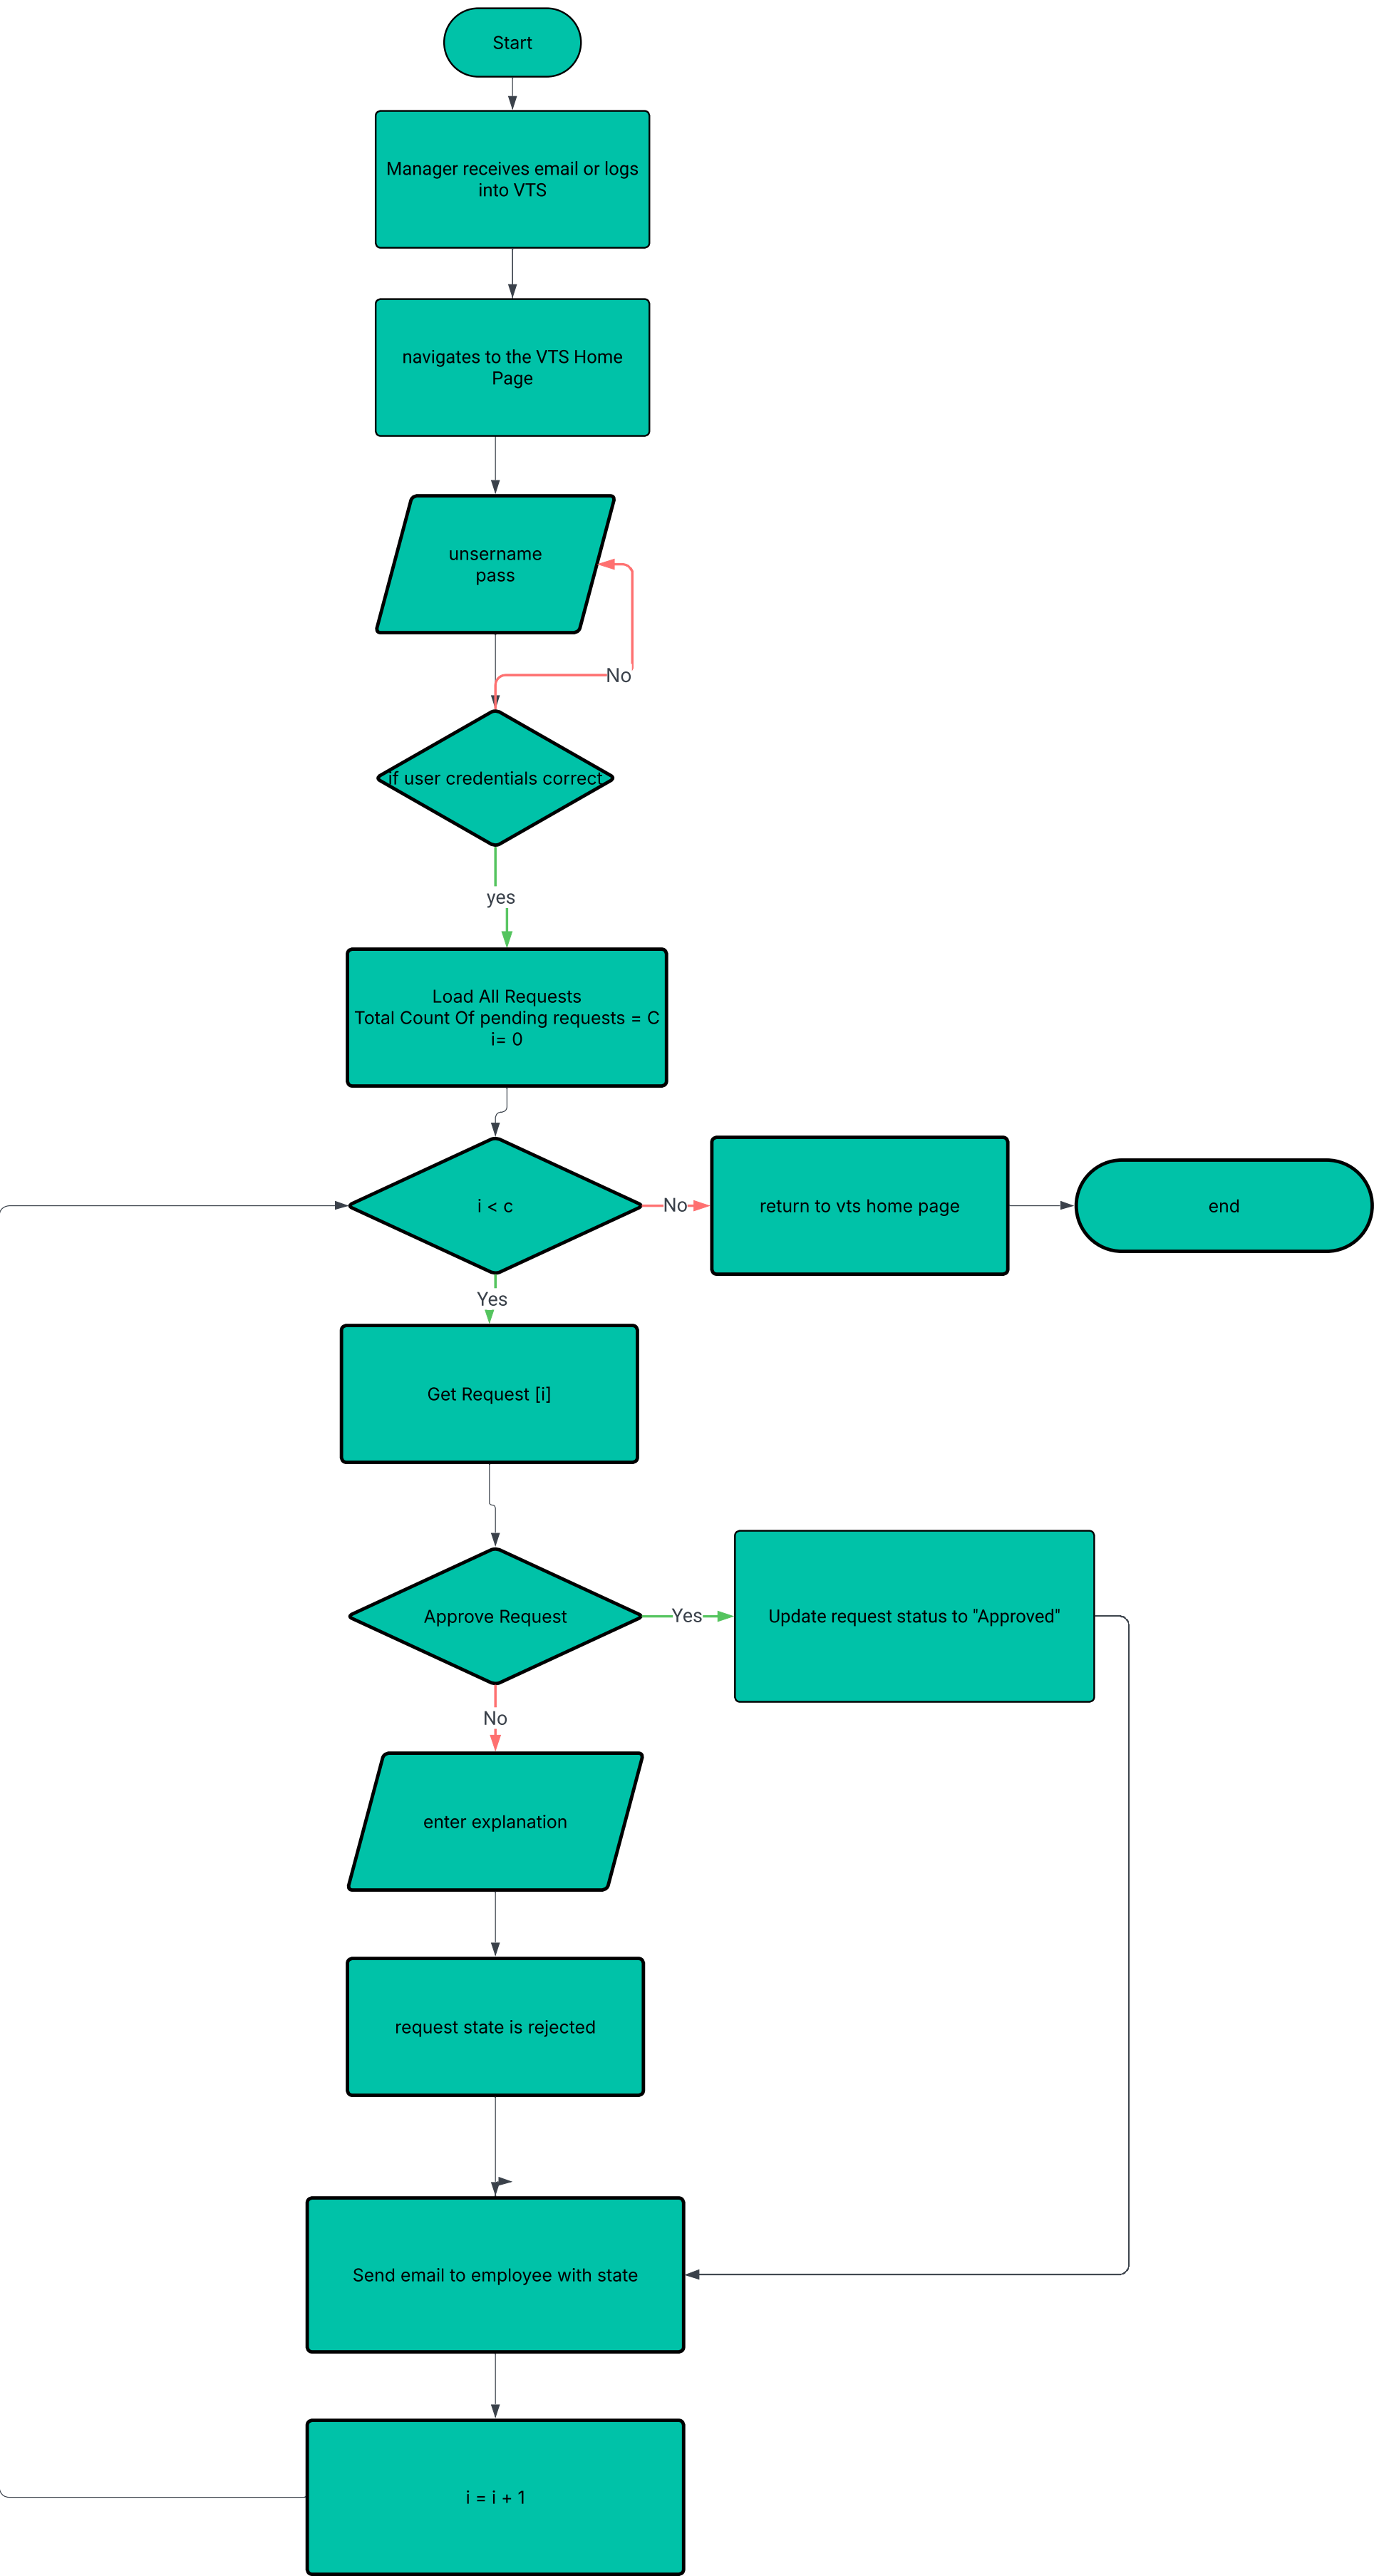 Start
Manager receives email or logs
into VTS
navigates to the VTS Home
Page
unsername
pass
No
if user credentials correct
yes
Load All Requests
Total Count Of pending requests = C
i= 0
i < c
No
return to vts home page
end
Yes
Get Request [i]
Approve Request
Yes
Update request status to "Approved"
No
enter explanation
request state is rejected
Send email to employee with state
i = i + 1